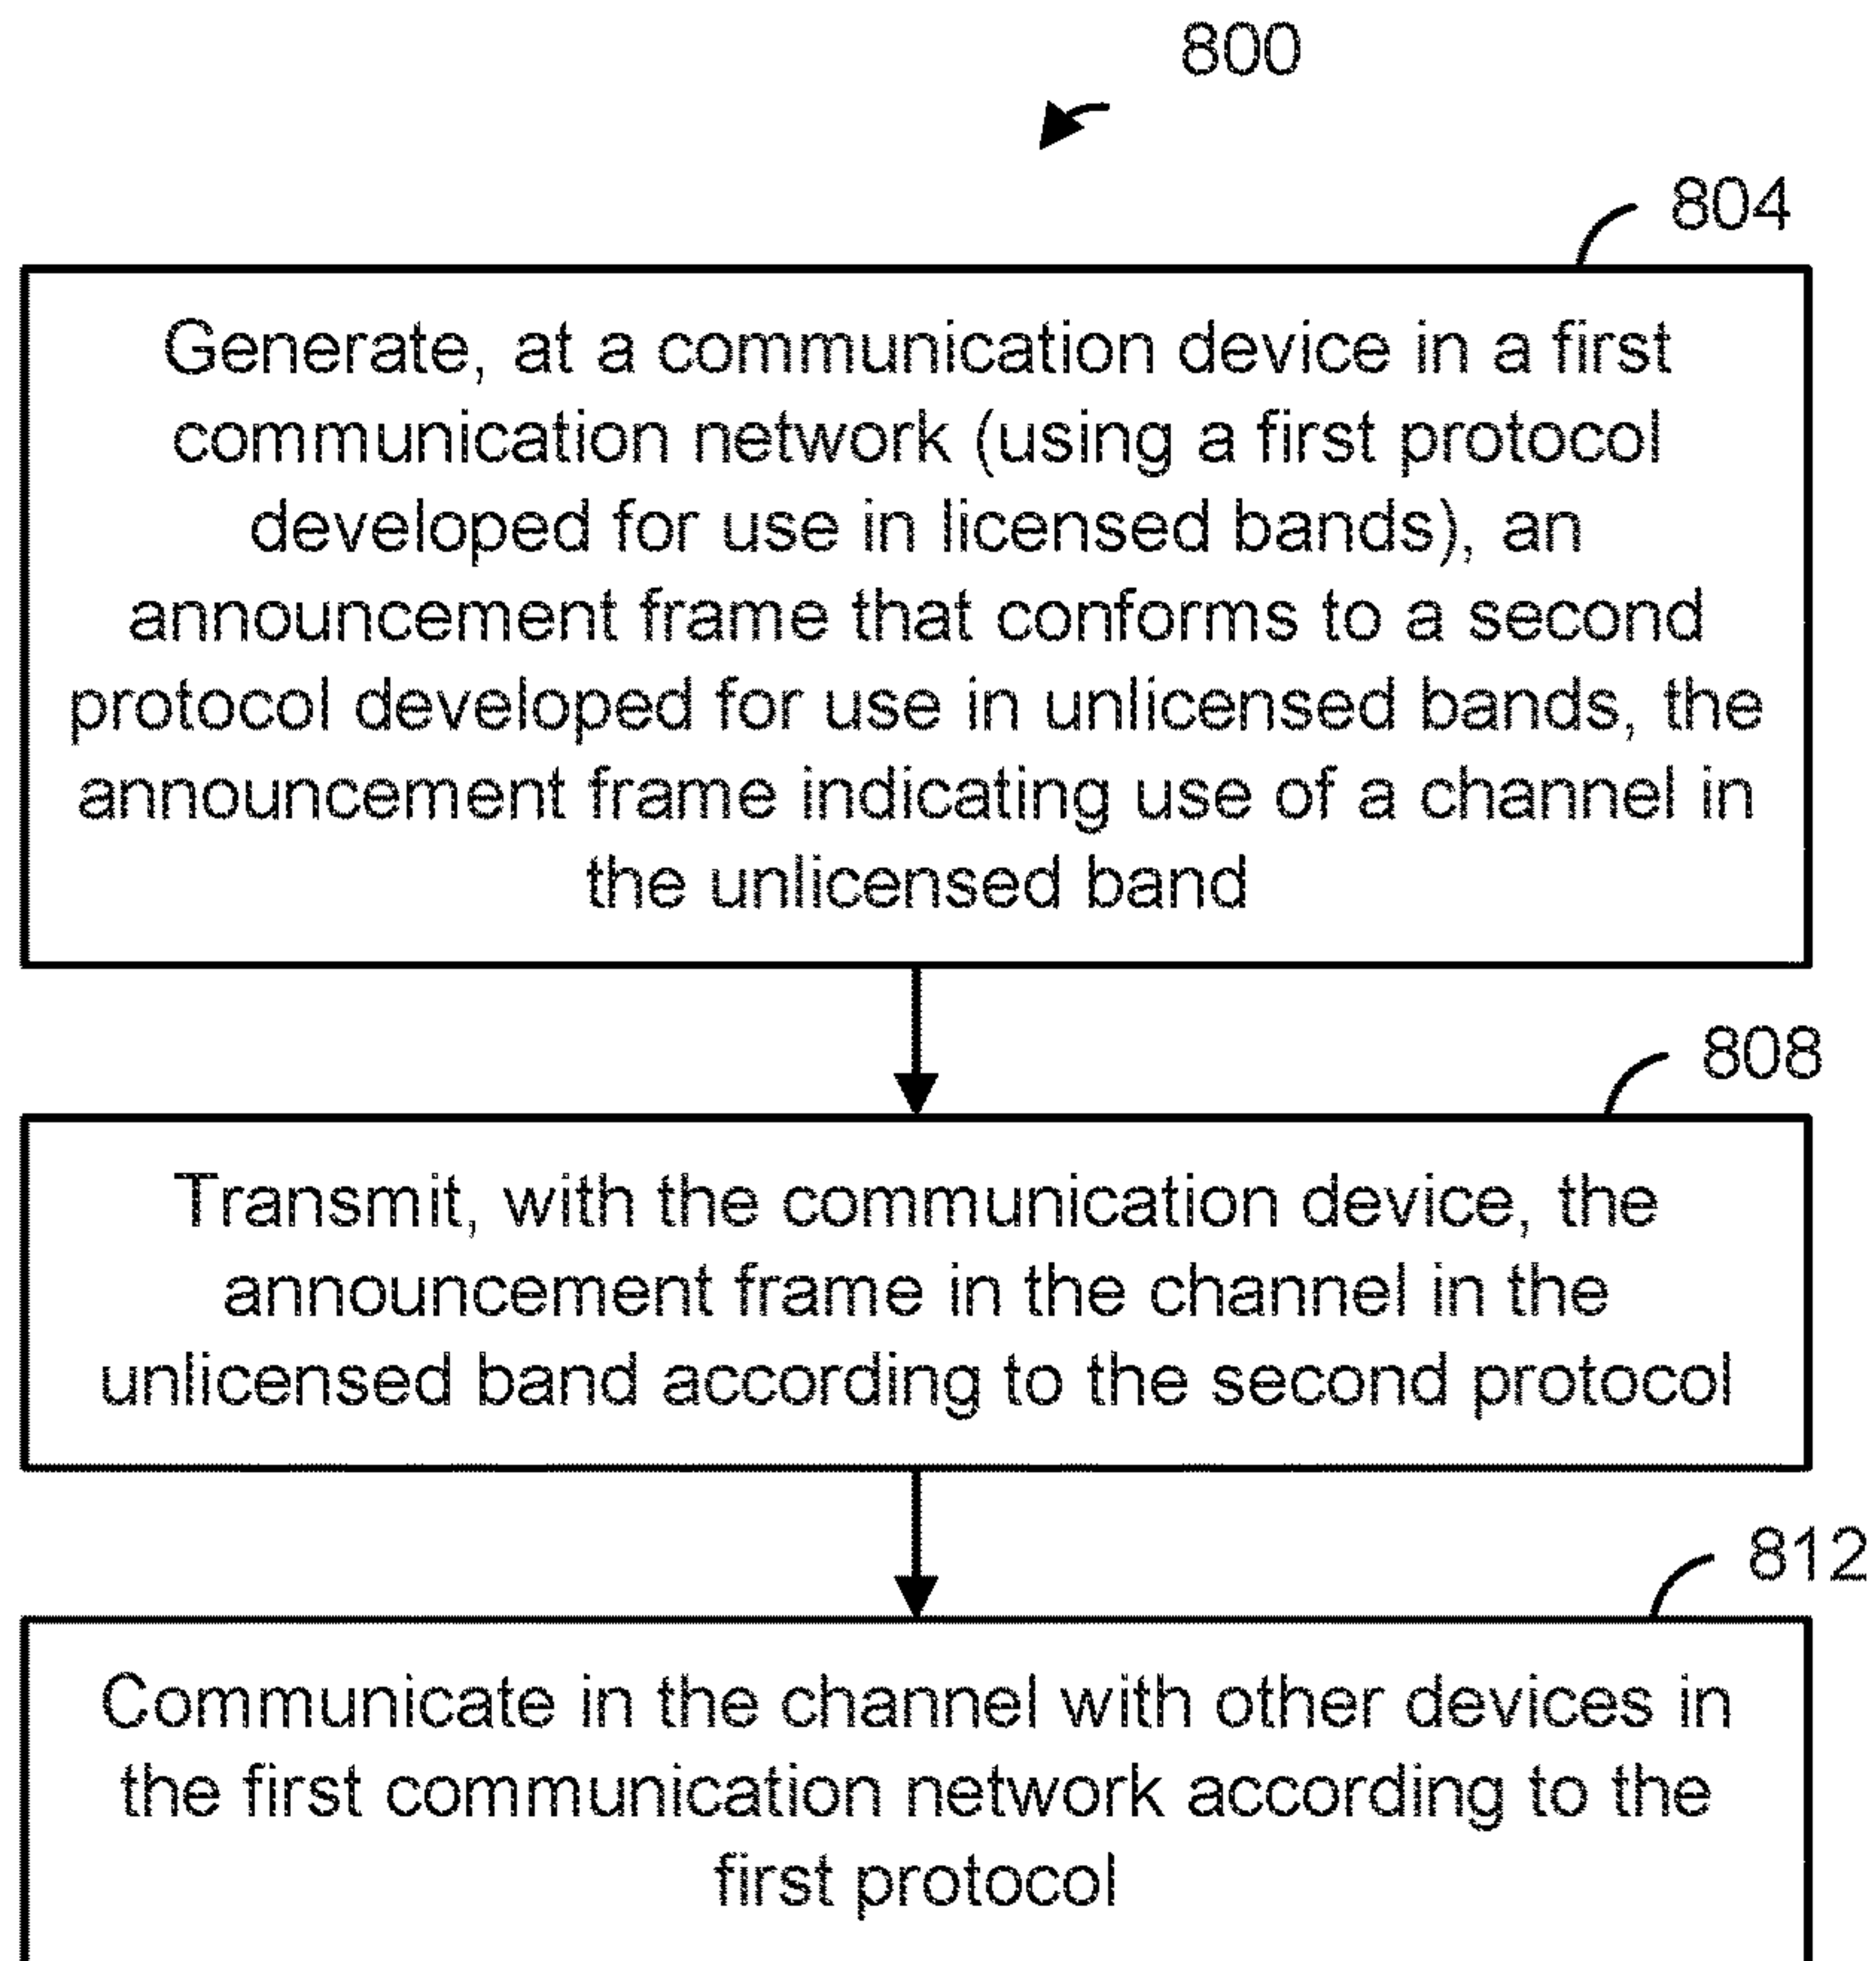 800
804
Generate, at a communication device in a first
communication network (using a first protocol
developed for use in licensed bands), an
announcement frame that conforms to a second
protocol developed for use in unlicensed bands, the
announcement frame indicating use of a channel in
the unlicensed band
808
Transmit, with the communication device, the
announcement frame in the channel in the
unlicensed band according to the second protocol
812
Communicate in the channel with other devices in
the first communication network according to the
first protocol